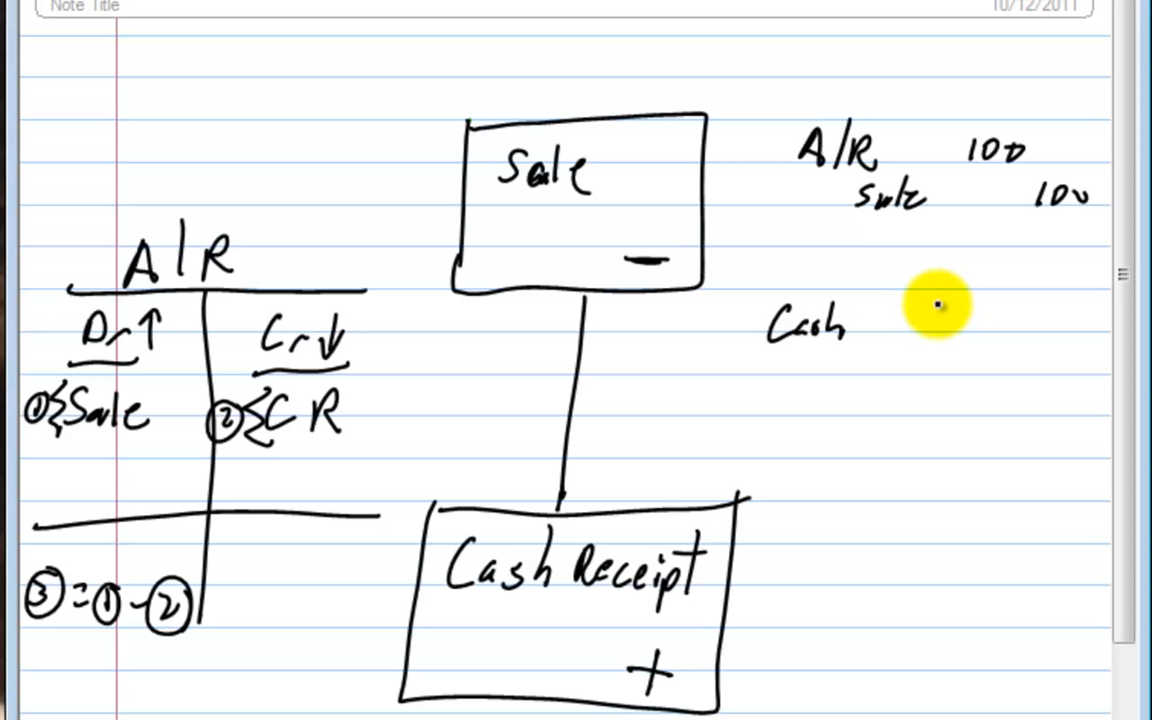 Note Title
10/12/2011
Sale
—
A/R 100
Sale 100
A/R
Dr↑ Cr↓
①{Sale ②{CR
Cash
③=①-②
Cash Receipt
+